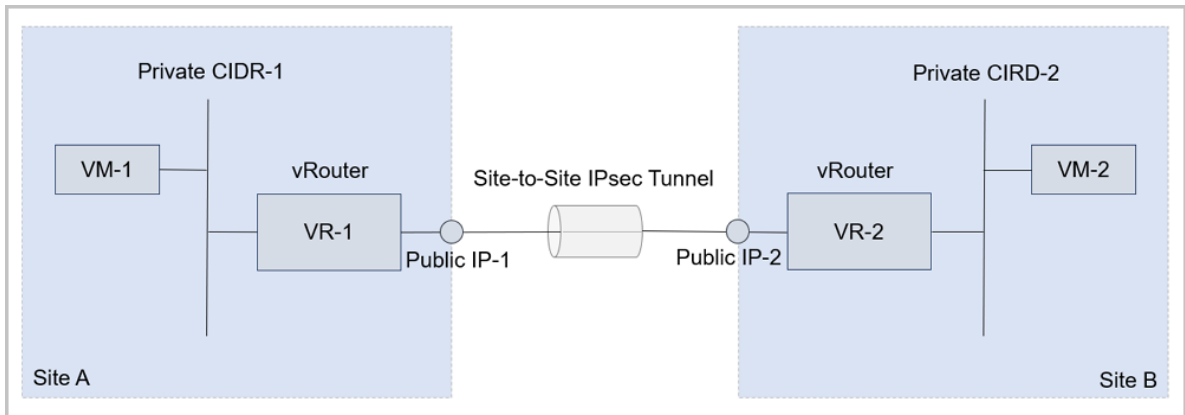 Private CIDR-1
VM-1
vRouter
VR-1
Public IP-1
Site A
Site-to-Site IPsec Tunnel
Private CIRD-2
VM-2
vRouter
VR-2
Public IP-2
Site B